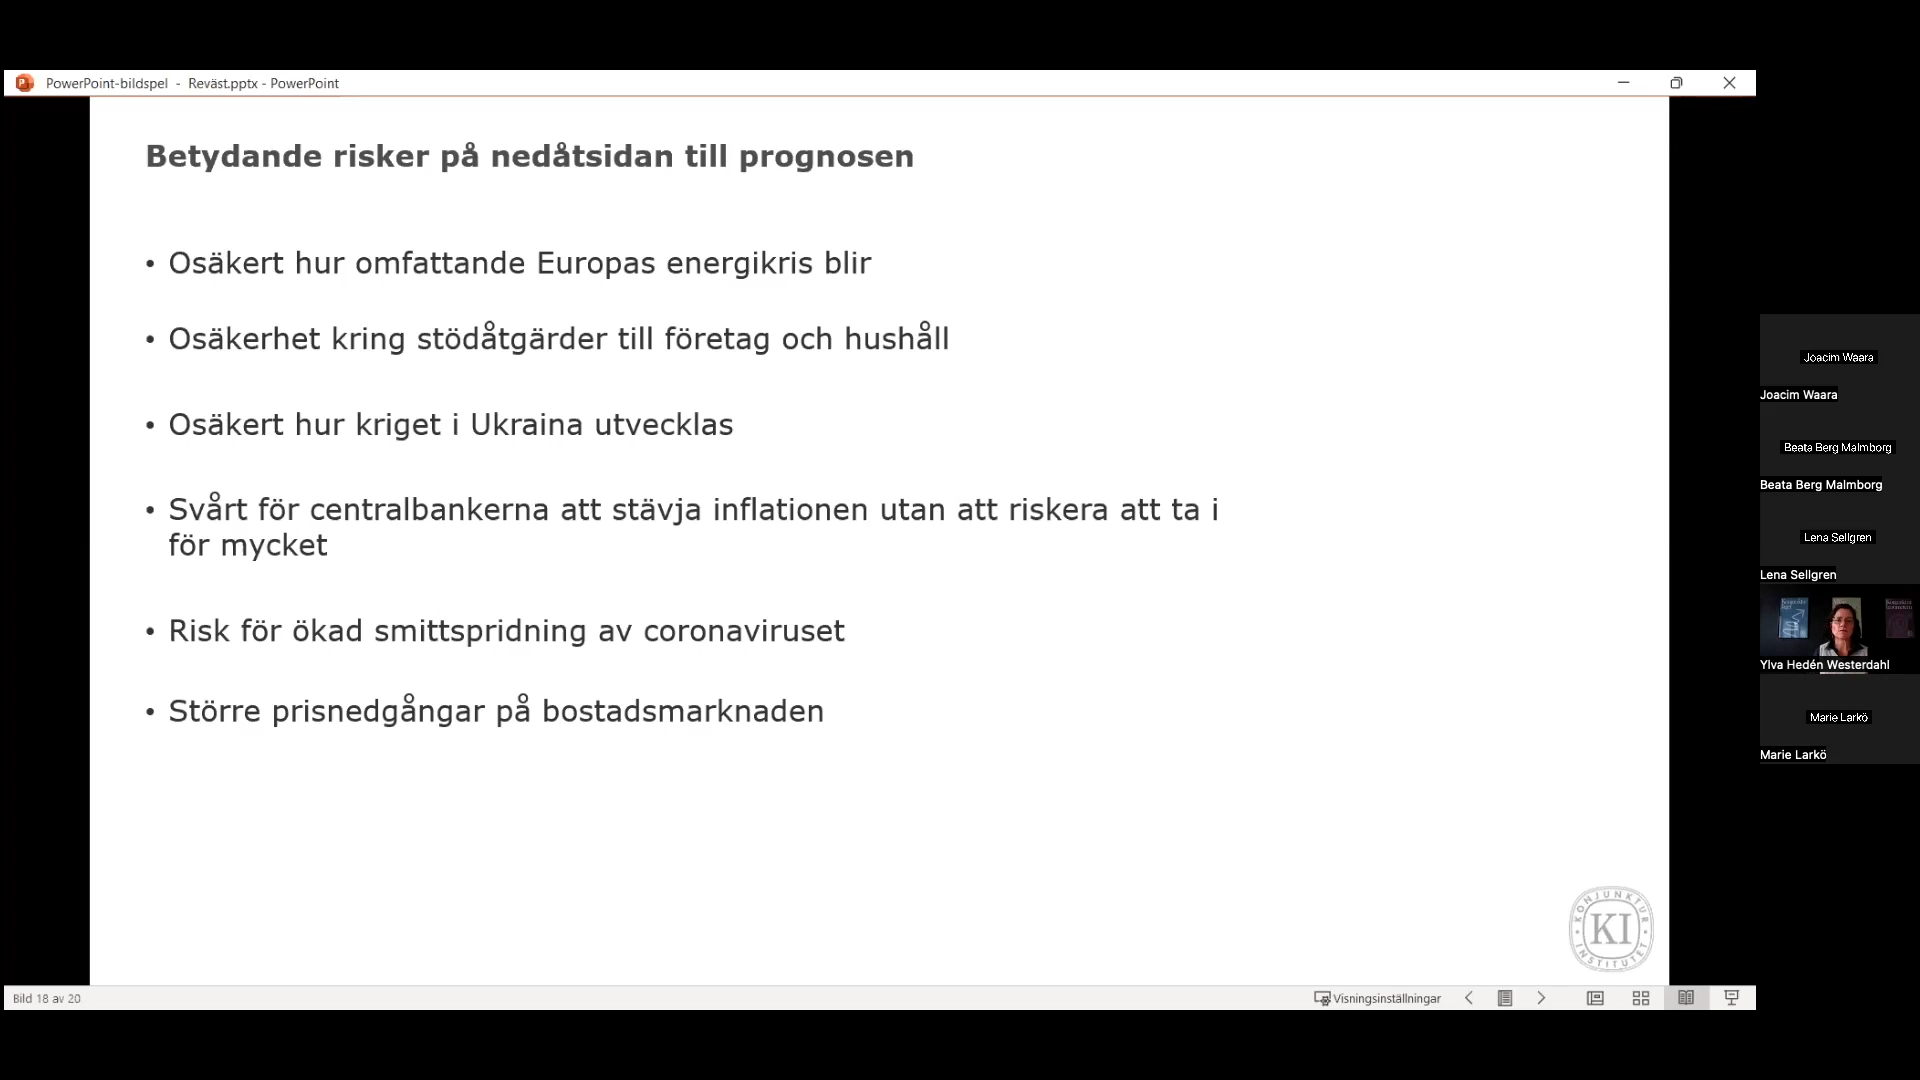 PowerPoint-bildspel - Reväst.pptx - PowerPoint
Betydande risker på nedåtsidan till prognosen
• Osäkert hur omfattande Europas energikris blir
• Osäkerhet kring stödåtgärder till företag och hushåll
• Osäkert hur kriget i Ukraina utvecklas
• Svårt för centralbankerna att stävja inflationen utan att riskera att ta i
för mycket
• Risk för ökad smittspridning av coronaviruset
• Större prisnedgångar på bostadsmarknaden
KONJUNKTUR
KI
INSTITUTET
Bild 18 av 20
Visningsinställningar
Joacim Waara
Joacim Waara
Beata Berg Malmborg
Beata Berg Malmborg
Lena Sellgren
Lena Sellgren
Ylva Hedén Westerdahl
Marie Larkö
Marie Larkö